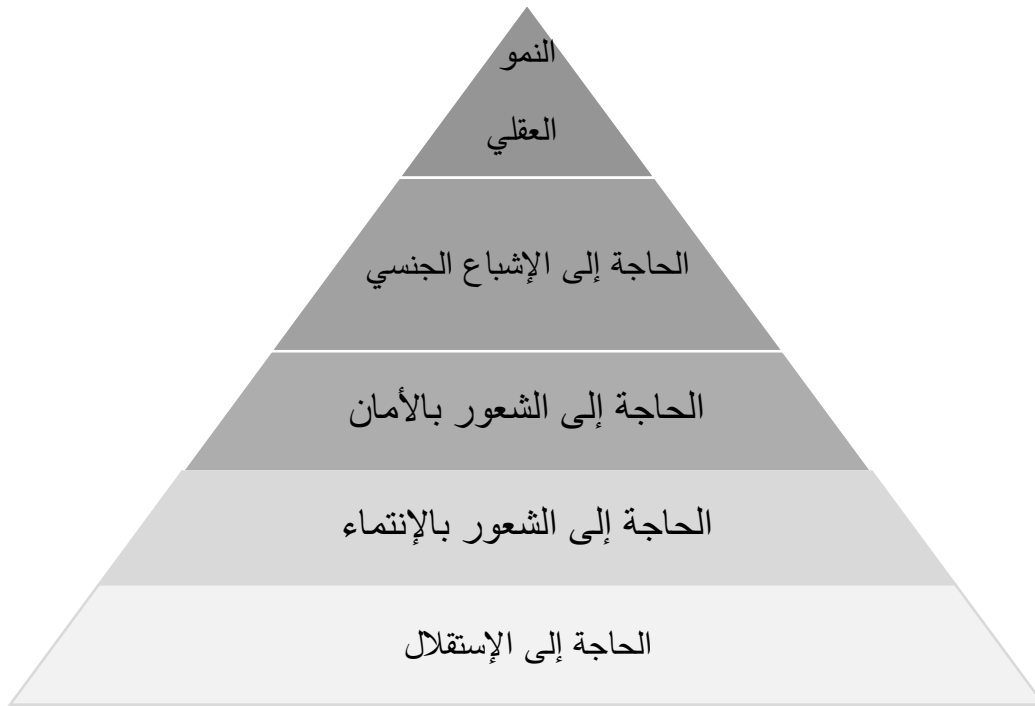 النمو
العقلي
الحاجة إلى الإشباع الجنسي
الحاجة إلى الشعور بالأمان
الحاجة إلى الشعور بالإنتماء
الحاجة إلى الإستقلال